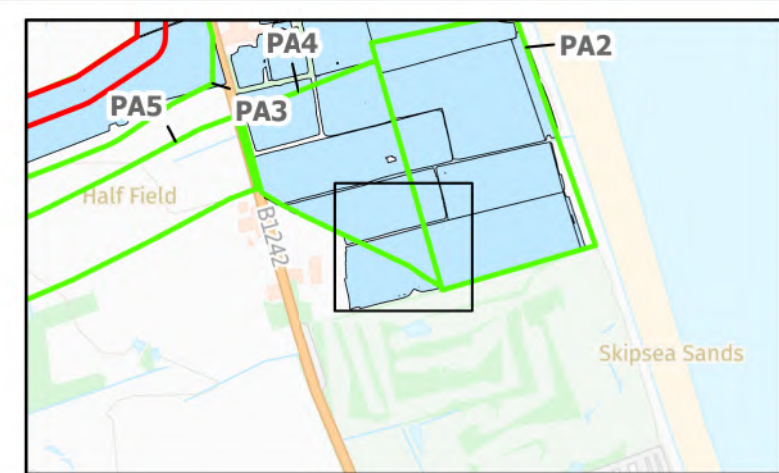 PA4
PA2
PA5
PA3
Half Field
B1242
Skipsea Sands